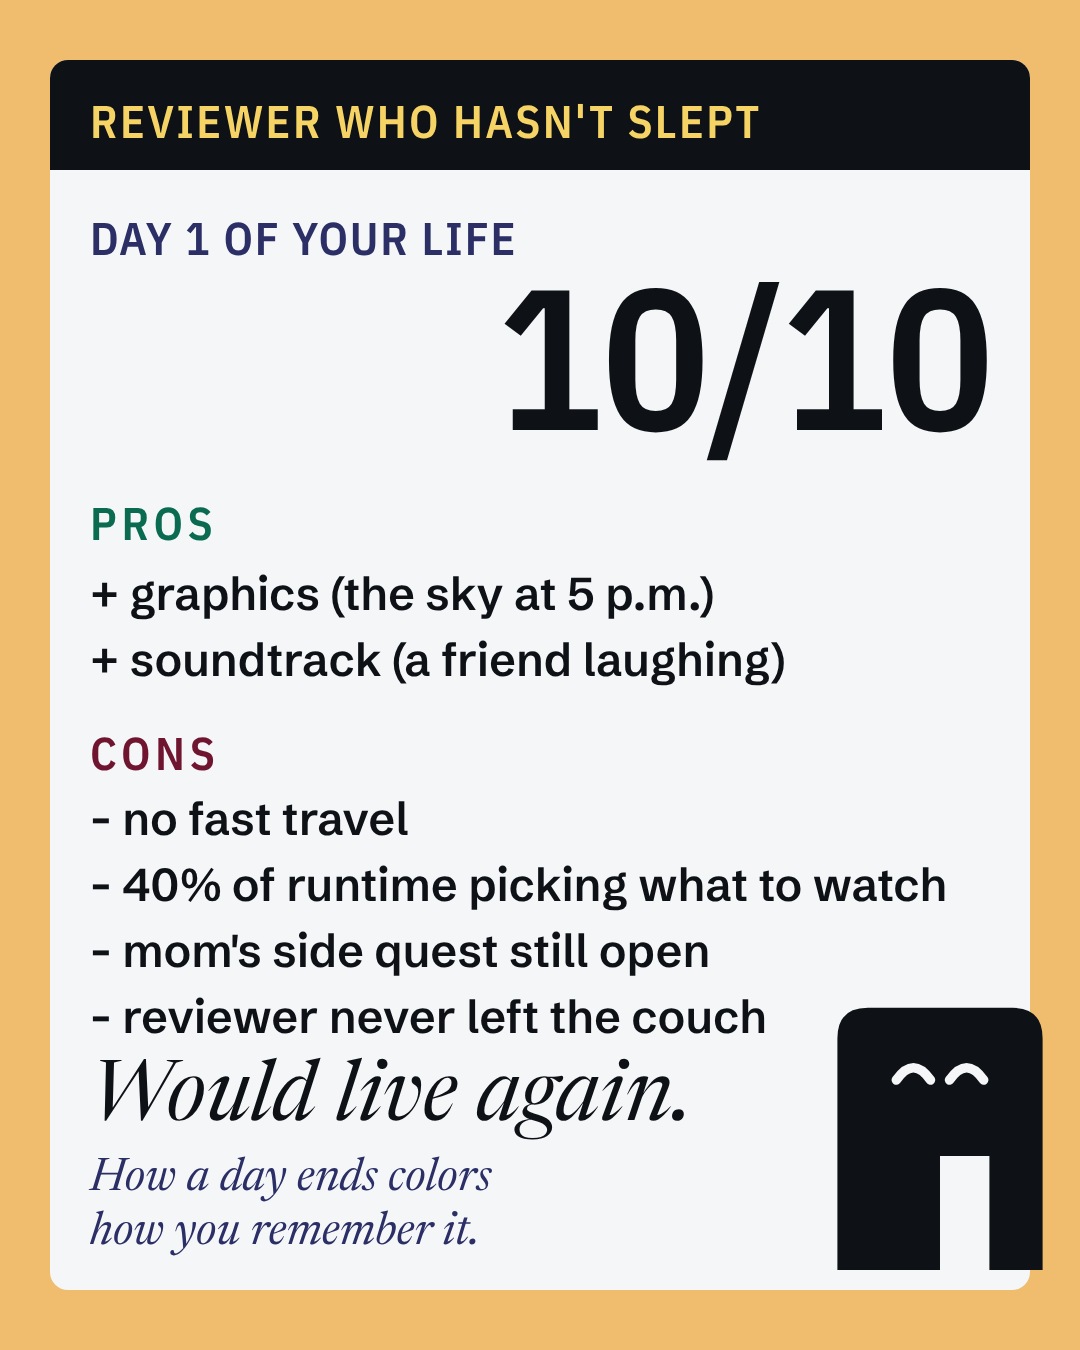 REVIEWER WHO HASN'T SLEPT
DAY 1 OF YOUR LIFE
10/10
PROS
+ graphics (the sky at 5 p.m.)
+ soundtrack (a friend laughing)
CONS
- no fast travel
- 40% of runtime picking what to watch
- mom's side quest still open
- reviewer never left the couch
Would live again.
How a day ends colors
how you remember it.